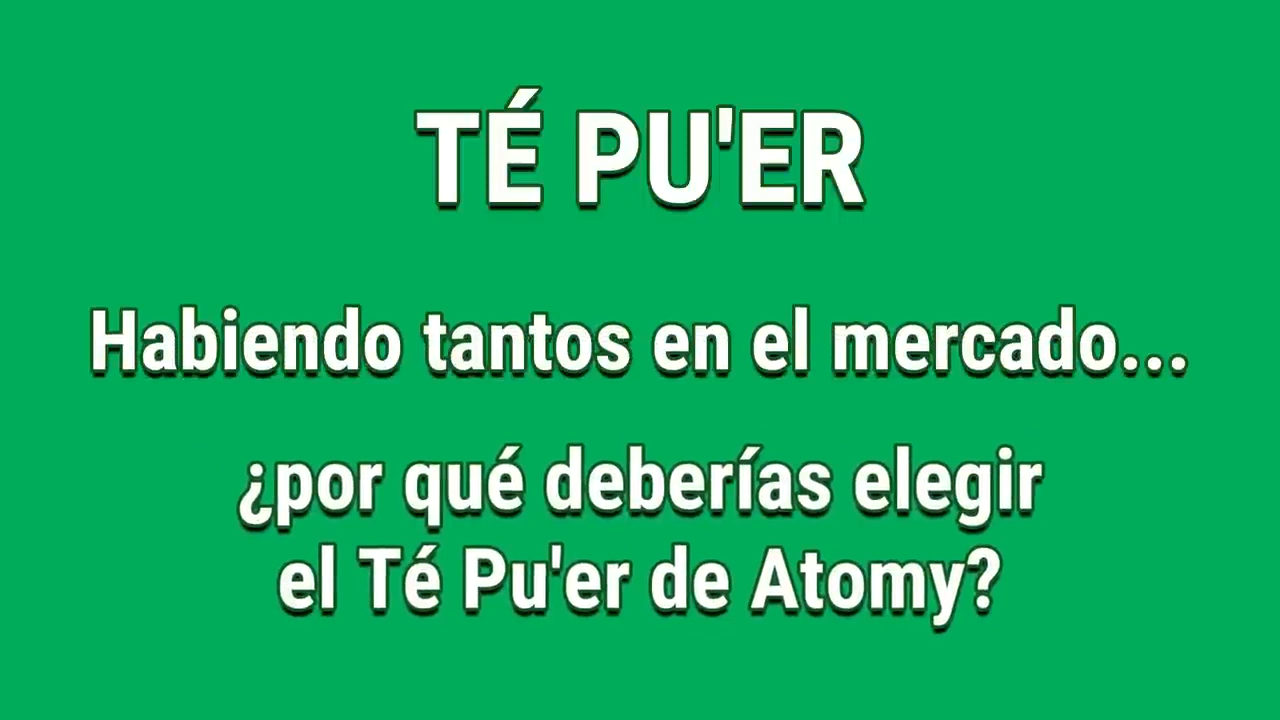 TÉ PU'ER
Habiendo tantos en el mercado...
¿por qué deberías elegir
el Té Pu'er de Atomy?